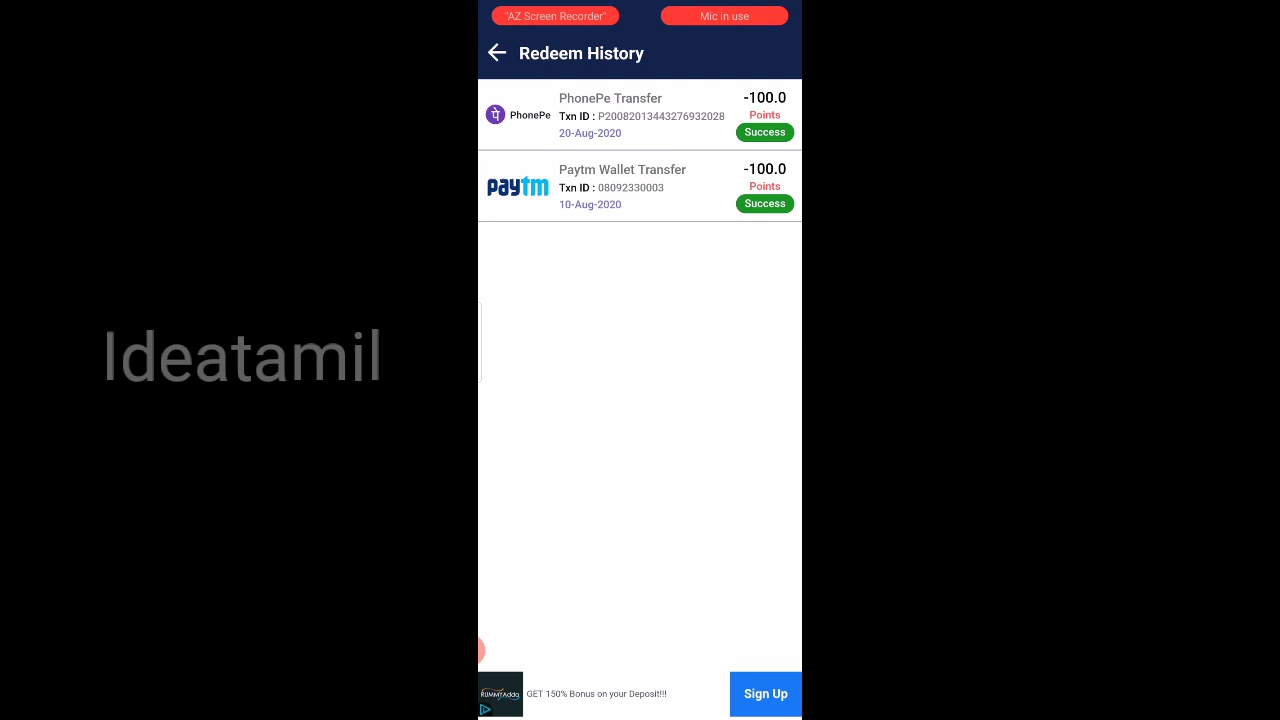 "AZ Screen Recorder"
Mic in use
Redeem History
पे PhonePe
PhonePe Transfer
Txn ID : P20082013443276932028
20-Aug-2020
-100.0
Points
Success
paytm
Paytm Wallet Transfer
Txn ID : 08092330003
10-Aug-2020
-100.0
Points
Success
Ideatamil
RUMMYAdda
GET 150% Bonus on your Deposit!!!
Sign Up